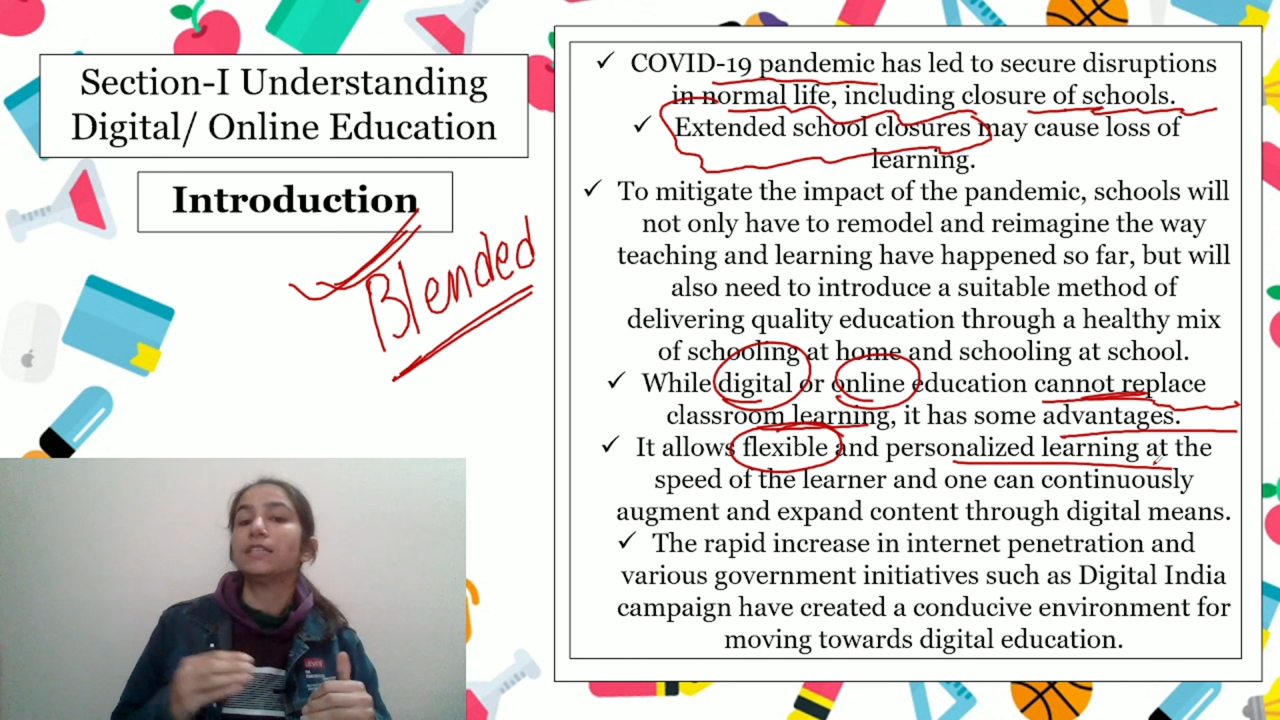 Section-I Understanding
Digital/ Online Education
Introduction
Blended
✓ COVID-19 pandemic has led to secure disruptions
in normal life, including closure of schools.
✓ Extended school closures may cause loss of
learning.
✓ To mitigate the impact of the pandemic, schools will
not only have to remodel and reimagine the way
teaching and learning have happened so far, but will
also need to introduce a suitable method of
delivering quality education through a healthy mix
of schooling at home and schooling at school.
✓ While digital or online education cannot replace
classroom learning, it has some advantages.
✓ It allows flexible and personalized learning at the
speed of the learner and one can continuously
augment and expand content through digital means.
✓ The rapid increase in internet penetration and
various government initiatives such as Digital India
campaign have created a conducive environment for
moving towards digital education.